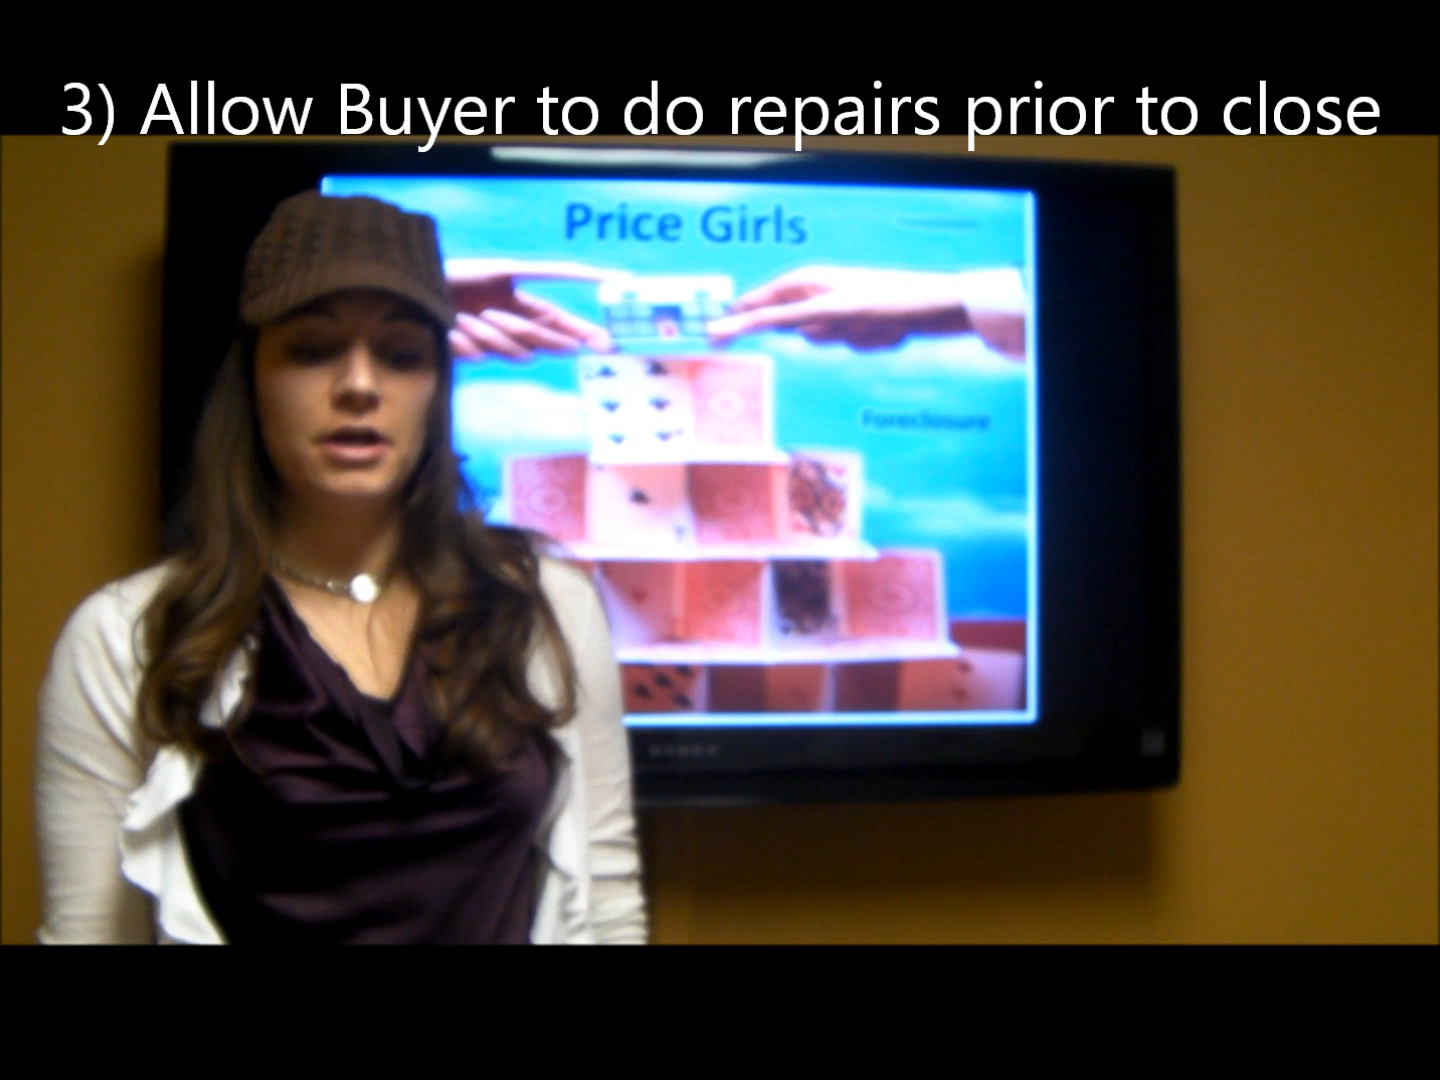 3) Allow Buyer to do repairs prior to close
Price Girls
Foreclosure